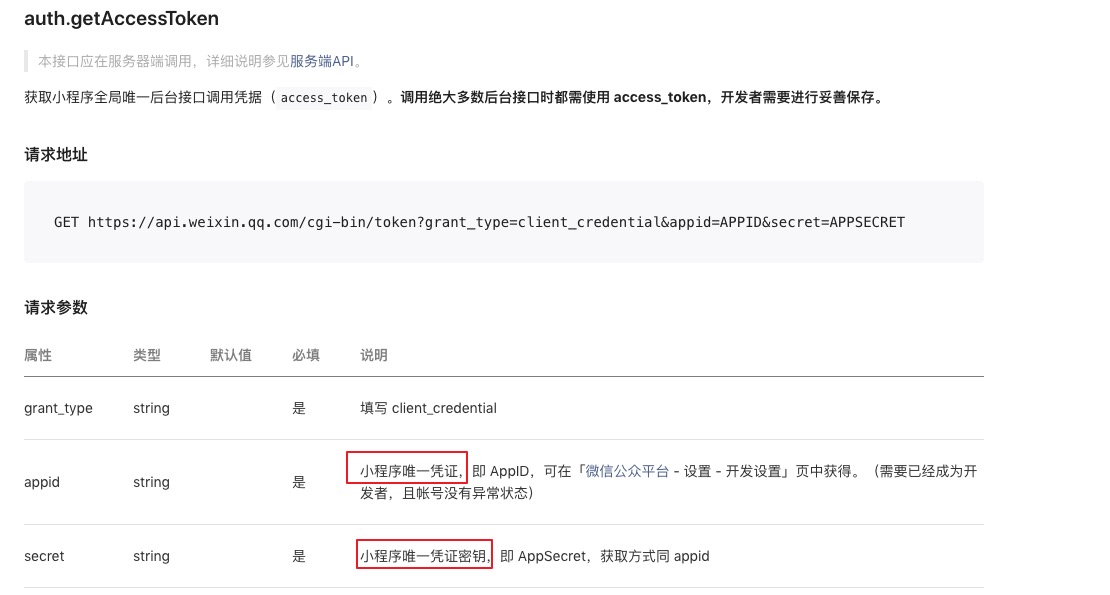 auth.getAccessToken
本接口应在服务器端调用，详细说明参见服务端API。
获取小程序全局唯一后台接口调用凭据（access_token）。调用绝大多数后台接口时都需使用 access_token，开发者需要进行妥善保存。
请求地址
GET https://api.weixin.qq.com/cgi-bin/token?grant_type=client_credential&appid=APPID&secret=APPSECRET
请求参数
属性 类型 默认值 必填 说明
grant_type string 是 填写 client_credential
appid string 是 小程序唯一凭证，即 AppID，可在「微信公众平台 - 设置 - 开发设置」页中获得。（需要已经成为开
发者，且帐号没有异常状态）
secret string 是 小程序唯一凭证密钥，即 AppSecret，获取方式同 appid